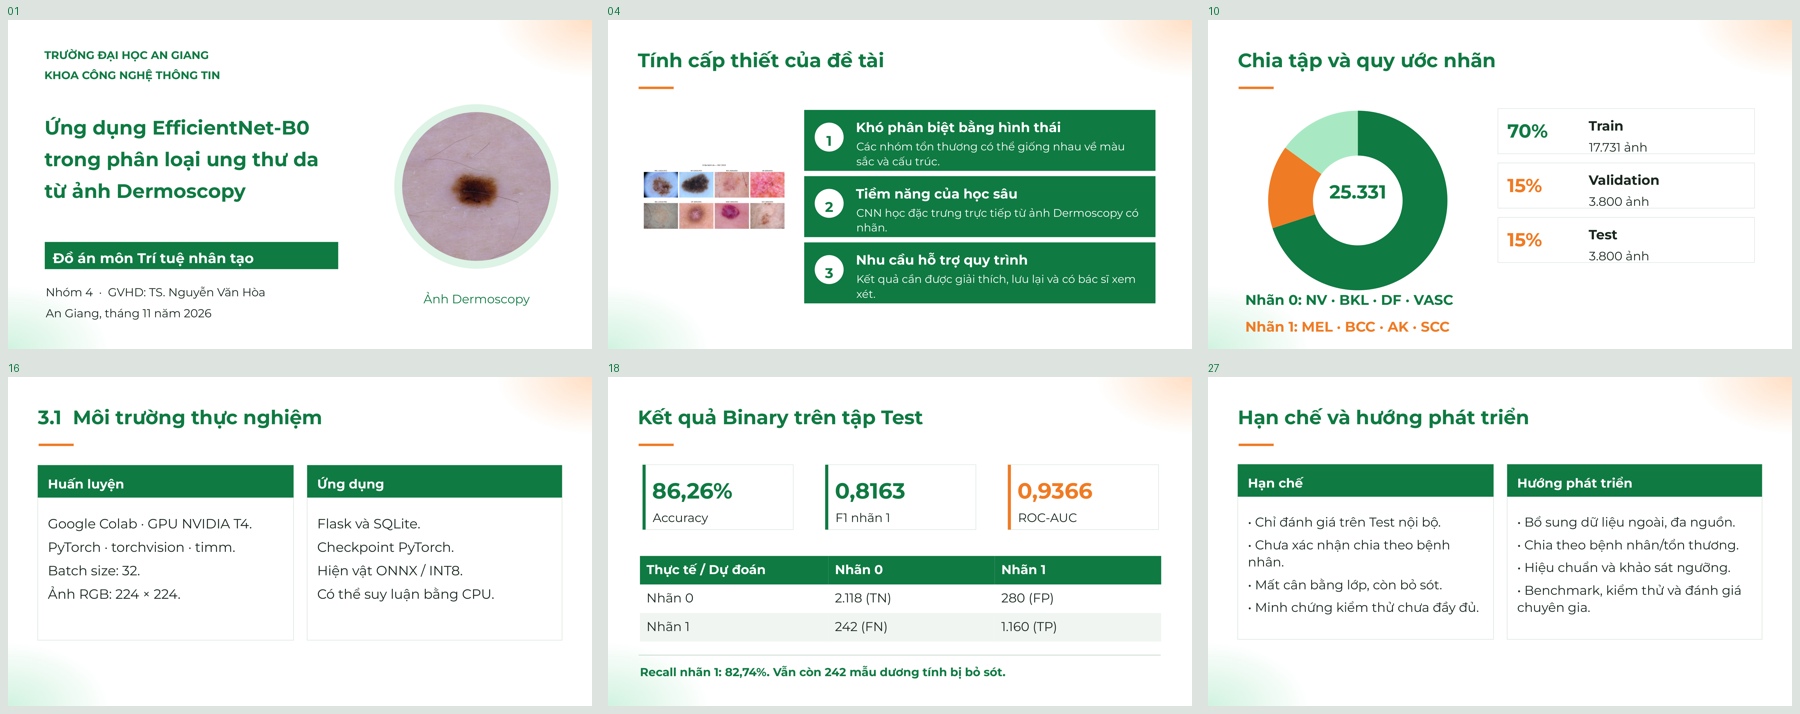 01
TRƯỜNG ĐẠI HỌC AN GIANG
KHOA CÔNG NGHỆ THÔNG TIN
Ứng dụng EfficientNet-B0
trong phân loại ung thư da
từ ảnh Dermoscopy
Đồ án môn Trí tuệ nhân tạo
Nhóm 4 · GVHD: TS. Nguyễn Văn Hòa
An Giang, tháng 11 năm 2026
Ảnh Dermoscopy
04
Tính cấp thiết của đề tài
1
Khó phân biệt bằng hình thái
Các nhóm tổn thương có thể giống nhau về màu
sắc và cấu trúc.
2
Tiềm năng của học sâu
CNN học đặc trưng trực tiếp từ ảnh Dermoscopy có
nhãn.
3
Nhu cầu hỗ trợ quy trình
Kết quả cần được giải thích, lưu lại và có bác sĩ xem
xét.
10
Chia tập và quy ước nhãn
25.331
70% Train
17.731 ảnh
15% Validation
3.800 ảnh
15% Test
3.800 ảnh
Nhãn 0: NV · BKL · DF · VASC
Nhãn 1: MEL · BCC · AK · SCC
16
3.1 Môi trường thực nghiệm
Huấn luyện
Google Colab · GPU NVIDIA T4.
PyTorch · torchvision · timm.
Batch size: 32.
Ảnh RGB: 224 × 224.
Ứng dụng
Flask và SQLite.
Checkpoint PyTorch.
Hiện vật ONNX / INT8.
Có thể suy luận bằng CPU.
18
Kết quả Binary trên tập Test
86,26%
Accuracy
0,8163
F1 nhãn 1
0,9366
ROC-AUC
Thực tế / Dự đoán Nhãn 0 Nhãn 1
Nhãn 0 2.118 (TN) 280 (FP)
Nhãn 1 242 (FN) 1.160 (TP)
Recall nhãn 1: 82,74%. Vẫn còn 242 mẫu dương tính bị bỏ sót.
27
Hạn chế và hướng phát triển
Hạn chế
• Chỉ đánh giá trên Test nội bộ.
• Chưa xác nhận chia theo bệnh
nhân.
• Mất cân bằng lớp, còn bỏ sót.
• Minh chứng kiểm thử chưa đầy đủ.
Hướng phát triển
• Bổ sung dữ liệu ngoài, đa nguồn.
• Chia theo bệnh nhân/tổn thương.
• Hiệu chuẩn và khảo sát ngưỡng.
• Benchmark, kiểm thử và đánh giá
chuyên gia.